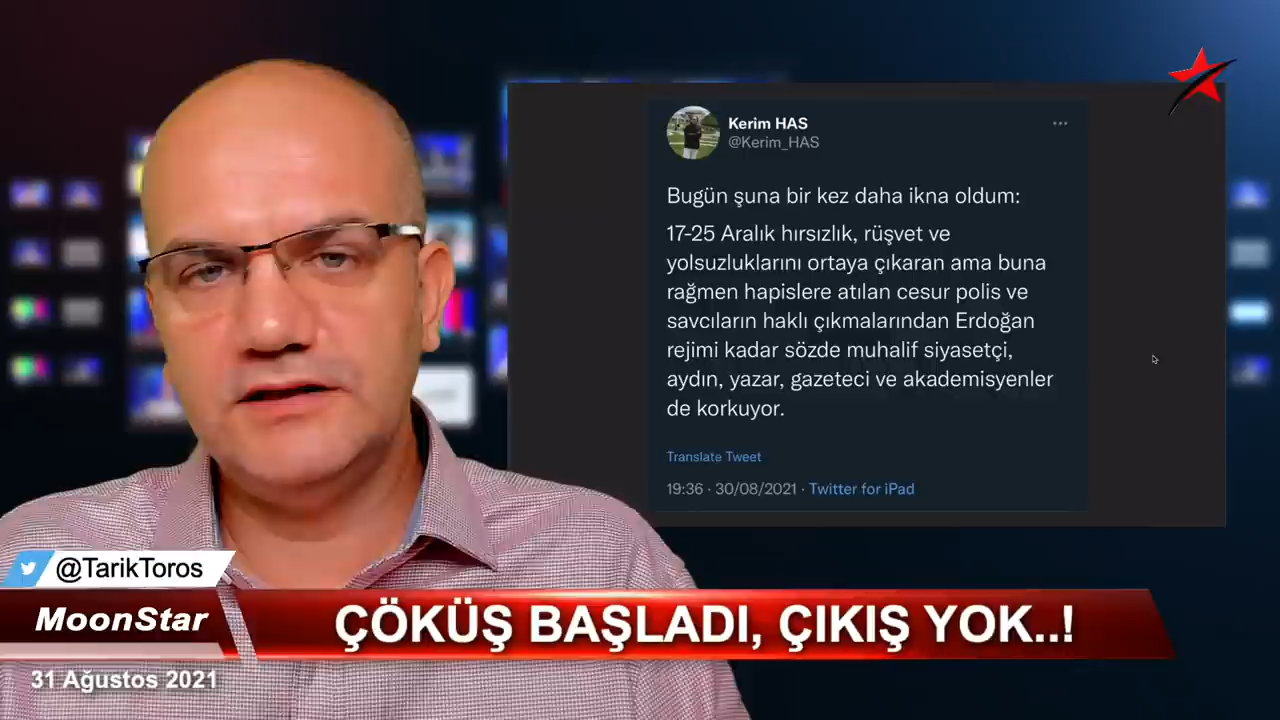 Kerim HAS
@Kerim_HAS
Bugün şuna bir kez daha ikna oldum:
17-25 Aralık hırsızlık, rüşvet ve
yolsuzluklarını ortaya çıkaran ama buna
rağmen hapislere atılan cesur polis ve
savcıların haklı çıkmalarından Erdoğan
rejimi kadar sözde muhalif siyasetçi,
aydın, yazar, gazeteci ve akademisyenler
de korkuyor.
Translate Tweet
19:36 · 30/08/2021 · Twitter for iPad
@TarikToros
MoonStar
ÇÖKÜŞ BAŞLADI, ÇIKIŞ YOK..!
31 Ağustos 2021